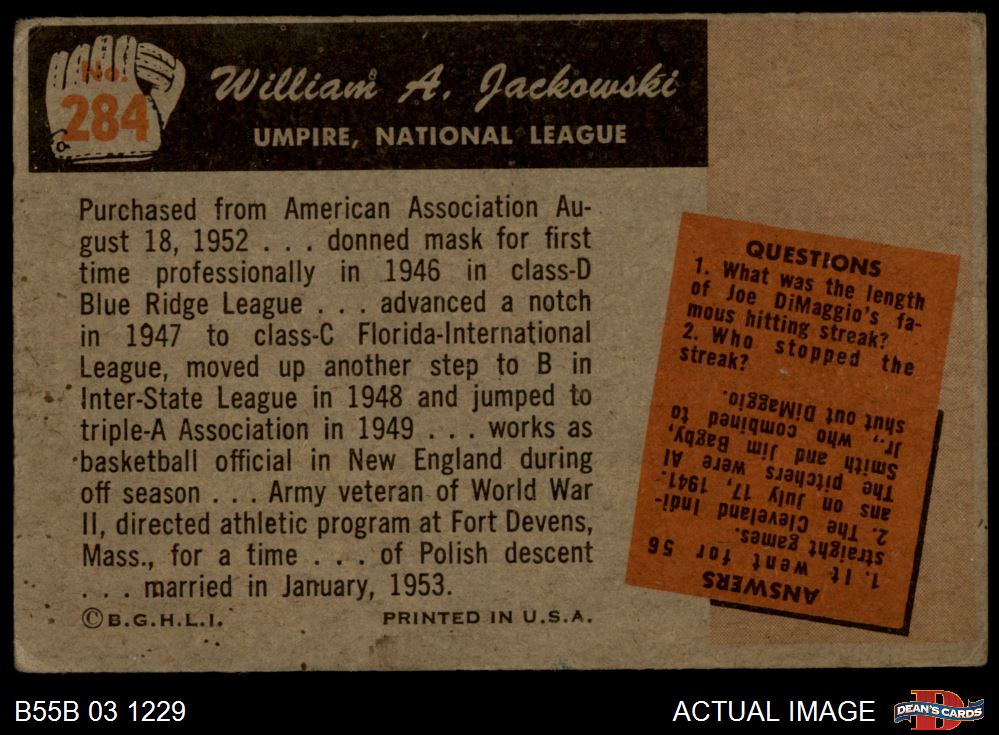 No.
284
William A. Jackowski
UMPIRE, NATIONAL LEAGUE
Purchased from American Association Au-
gust 18, 1952 . . . donned mask for first
time professionally in 1946 in class-D
Blue Ridge League . . . advanced a notch
in 1947 to class-C Florida-International
League, moved up another step to B in
Inter-State League in 1948 and jumped to
triple-A Association in 1949 . . . works as
basketball official in New England during
off season . . . Army veteran of World War
II, directed athletic program at Fort Devens,
Mass., for a time . . . of Polish descent
. . . married in January, 1953.
©B.G.H.L.I. PRINTED IN U.S.A.
QUESTIONS
1. What was the length
of Joe DiMaggio's fa-
mous hitting streak?
2. Who stopped the
streak?
ANSWERS
1. It went for 56
straight games.
2. The Cleveland Indi-
ans on July 17, 1941.
The pitchers were Al
Smith and Jim Bagby,
Jr., who combined to
shut out DiMaggio.
B55B 03 1229
ACTUAL IMAGE
DEAN'S CARDS